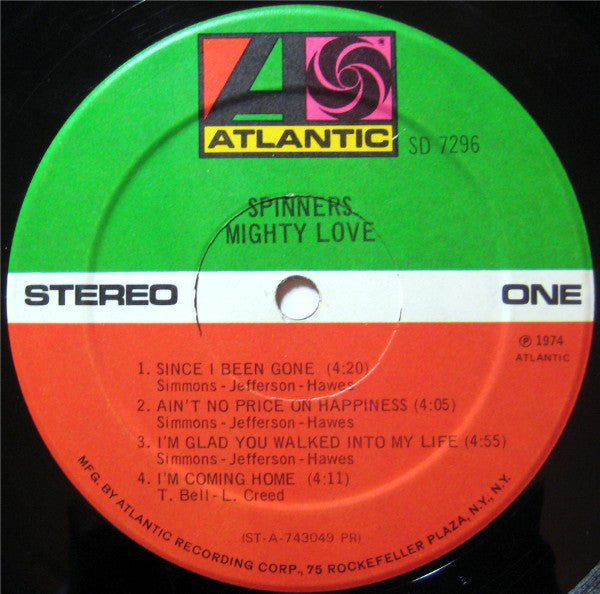 ATLANTIC
SD 7296
SPINNERS
MIGHTY LOVE
STEREO
ONE
℗ 1974
ATLANTIC
1. SINCE I BEEN GONE (4:20)
Simmons - Jefferson - Hawes
2. AIN'T NO PRICE ON HAPPINESS (4:05)
Simmons - Jefferson - Hawes
3. I'M GLAD YOU WALKED INTO MY LIFE (4:55)
Simmons - Jefferson - Hawes
4. I'M COMING HOME (4:11)
T. Bell - L. Creed
(ST-A-743049 PR)
MFG. BY ATLANTIC RECORDING CORP., 75 ROCKEFELLER PLAZA, N.Y., N.Y.